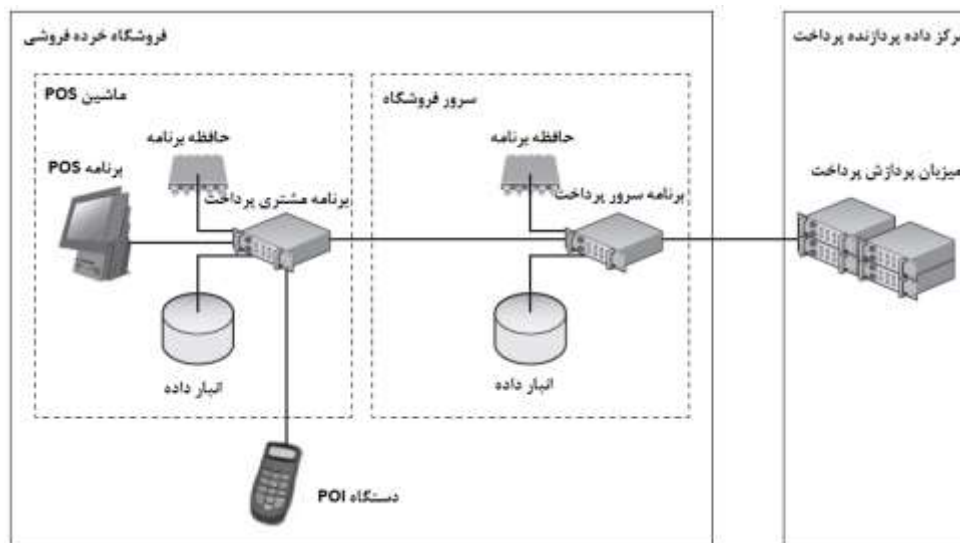 فروشگاه خرده فروشی
مرکز داده پردازنده پرداخت
ماشین POS
سرور فروشگاه
حافظه برنامه
حافظه برنامه
برنامه POS
میزبان پردازش پرداخت
برنامه مشتری پرداخت
برنامه سرور پرداخت
انبار داده
انبار داده
دستگاه POI